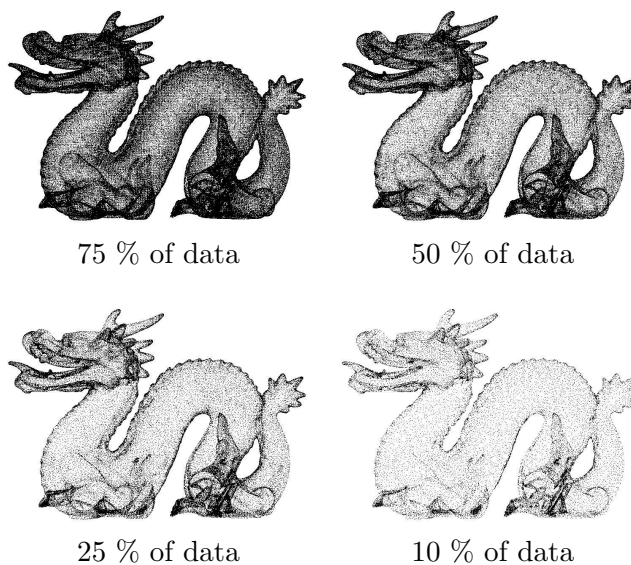 75 % of data
50 % of data
25 % of data
10 % of data